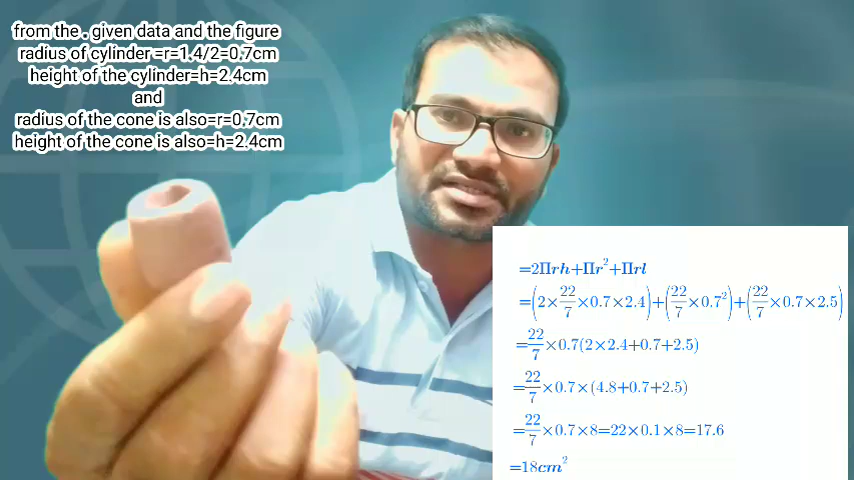 from the . given data and the figure
radius of cylinder =r=1.4/2=0.7cm
height of the cylinder=h=2.4cm
and
radius of the cone is also=r=0.7cm
height of the cone is also=h=2.4cm
=2Πrh+Πr²+Πrl
=(2×22/7×0.7×2.4)+(22/7×0.7²)+(22/7×0.7×2.5)
=22/7×0.7(2×2.4+0.7+2.5)
=22/7×0.7×(4.8+0.7+2.5)
=22/7×0.7×8=22×0.1×8=17.6
=18cm²